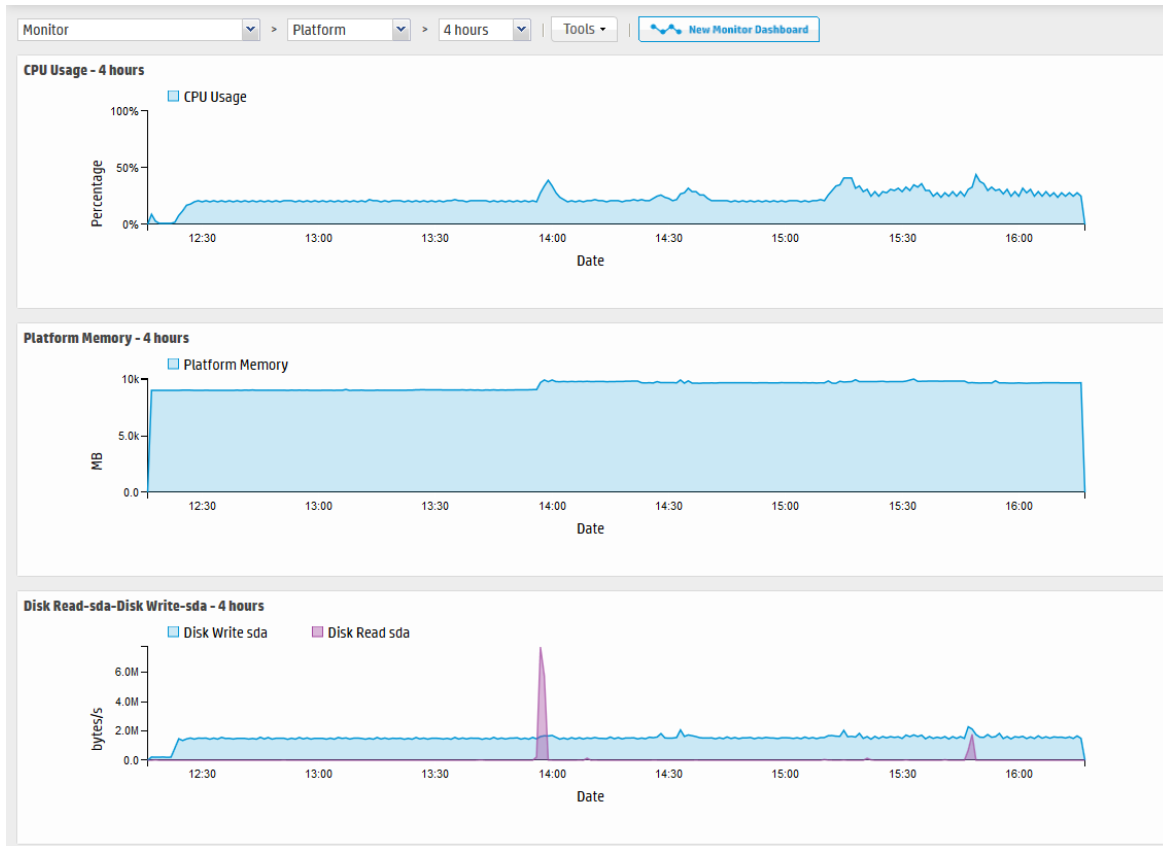 Monitor > Platform > 4 hours | Tools | New Monitor Dashboard
CPU Usage - 4 hours
CPU Usage
100%
50%
0%
Percentage
12:30 13:00 13:30 14:00 14:30 15:00 15:30 16:00
Date
Platform Memory - 4 hours
Platform Memory
10k
5.0k
0.0
MB
12:30 13:00 13:30 14:00 14:30 15:00 15:30 16:00
Date
Disk Read-sda-Disk Write-sda - 4 hours
Disk Write sda Disk Read sda
6.0M
4.0M
2.0M
0.0
bytes/s
12:30 13:00 13:30 14:00 14:30 15:00 15:30 16:00
Date